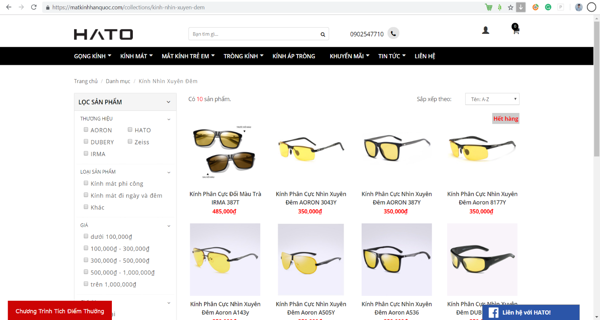 https://matkinhhanquoc.com/collections/kinh-nhin-xuyen-dem
HATO
Bạn tìm gì...
0902547710
0
GỌNG KÍNH
KÍNH MÁT
MẮT KÍNH TRẺ EM
TRÒNG KÍNH
KÍNH ÁP TRÒNG
KHUYẾN MÃI
TIN TỨC
LIÊN HỆ
Trang chủ / Danh mục / Kính Nhìn Xuyên Đêm
LỌC SẢN PHẨM
THƯƠNG HIỆU
AORON
HATO
DUBERY
Zeiss
IRMA
LOẠI SẢN PHẨM
Kính mát phi công
Kính mát đi ngày và đêm
Khác
GIÁ
dưới 100,000₫
100,000₫ - 300,000₫
300,000₫ - 500,000₫
500,000₫ - 1,000,000₫
trên 1,000,000₫
Có 10 sản phẩm.
Sắp xếp theo:
Tên: A-Z
Hết hàng
Kính Phân Cực Đổi Màu Trà
IRMA 387T
485,000₫
Kính Phân Cực Nhìn Xuyên
Đêm AORON 3043Y
350,000₫
Kính Phân Cực Nhìn Xuyên
Đêm AORON 387Y
350,000₫
Kính Phân Cực Nhìn Xuyên
Đêm Aoron 8177Y
350,000₫
Kính Phân Cực Nhìn Xuyên
Đêm Aoron A143y
Kính Phân Cực Nhìn Xuyên
Đêm Aoron A505Y
Kính Phân Cực Nhìn Xuyên
Đêm Aoron A536
Kính Phân Cực Nhìn Xuyên
Chương Trình Tích Điểm Thưởng
Liên hệ với HATO!